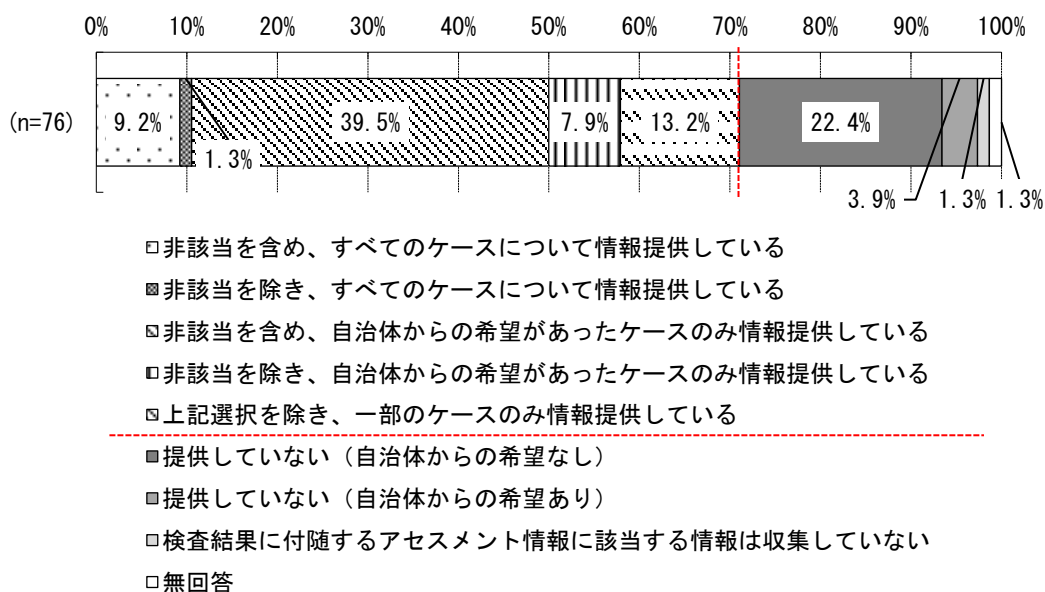 0% 10% 20% 30% 40% 50% 60% 70% 80% 90% 100%
(n=76)
9.2% 39.5% 7.9% 13.2% 22.4%
1.3%
3.9% 1.3% 1.3%
非該当を含め、すべてのケースについて情報提供している
非該当を除き、すべてのケースについて情報提供している
非該当を含め、自治体からの希望があったケースのみ情報提供している
非該当を除き、自治体からの希望があったケースのみ情報提供している
上記選択を除き、一部のケースのみ情報提供している
提供していない（自治体からの希望なし）
提供していない（自治体からの希望あり）
検査結果に付随するアセスメント情報に該当する情報は収集していない
無回答